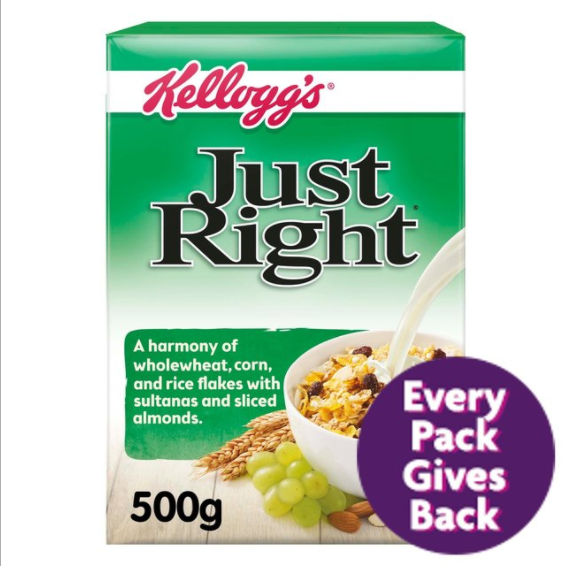 Kellogg's®
Just
Right
A harmony of
wholewheat, corn,
and rice flakes with
sultanas and sliced
almonds.
500g
Every
Pack
Gives
Back